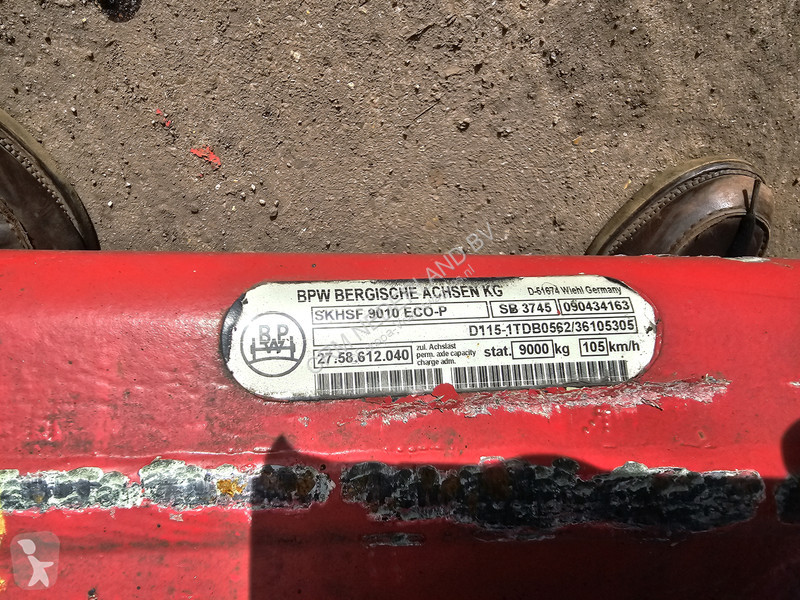 BPW BERGISCHE ACHSEN KG D-51674 Wiehl Germany
SKHSF 9010 ECO-P SB 3745 090434163
D115-1TDB0562/36105305
BPW
27.58.612.040
zul. Achslast
perm. axle capacity
charge adm.
stat. 9000 kg 105 km/h